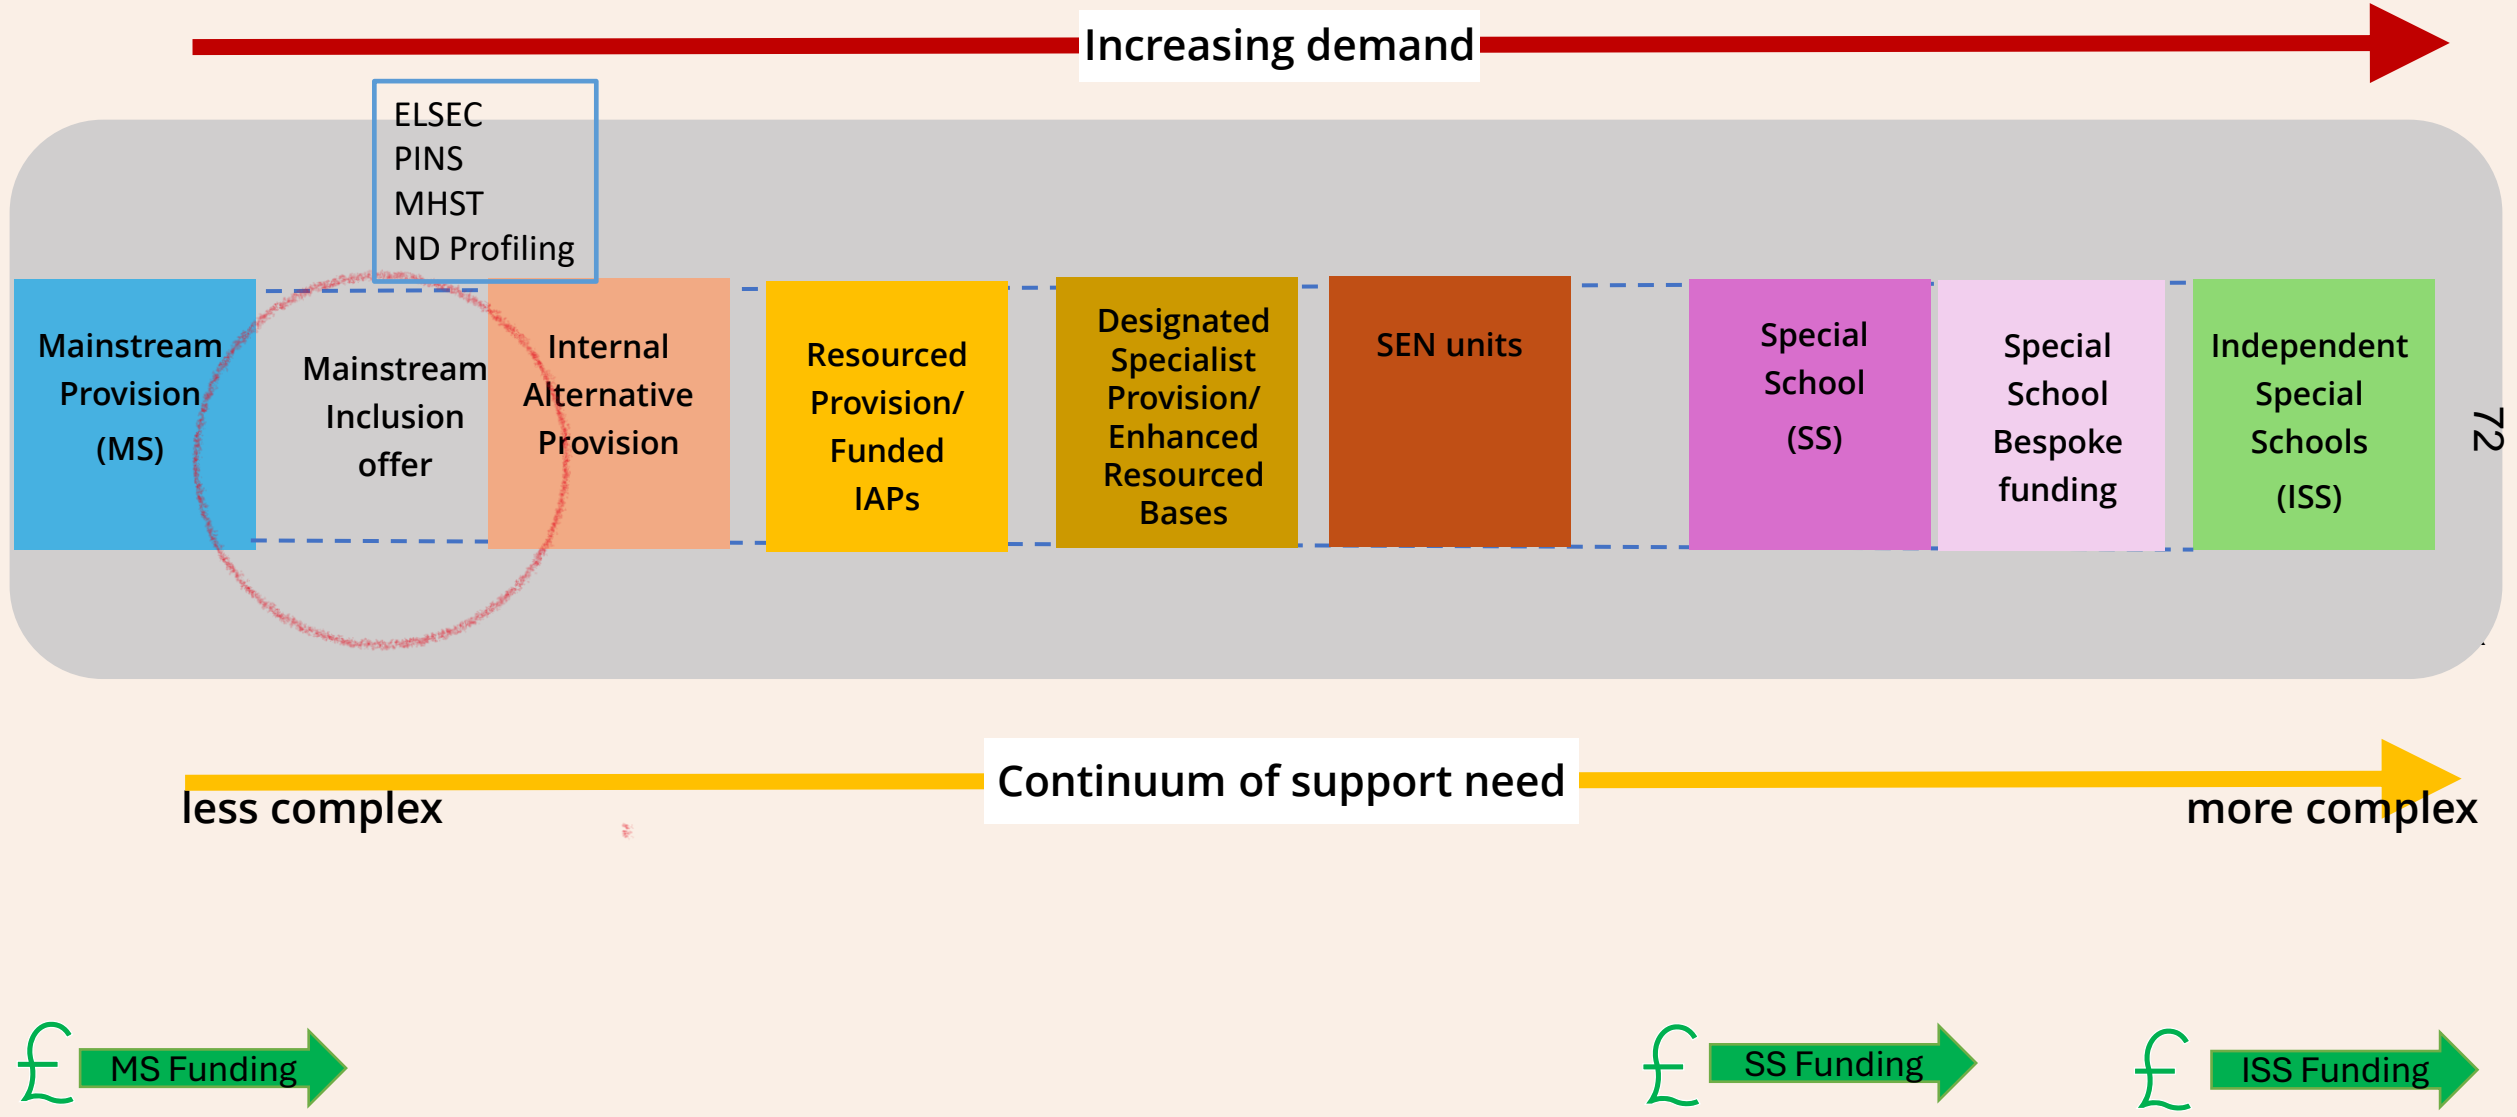 Increasing demand
ELSEC
PINS
MHST
ND Profiling
Mainstream
Provision
(MS)
Mainstream
Inclusion
offer
Internal
Alternative
Provision
Resourced
Provision/
Funded
IAPs
Designated
Specialist
Provision/
Enhanced
Resourced
Bases
SEN units
Special
School
(SS)
Special
School
Bespoke
funding
Independent
Special
Schools
(ISS)
72
Continuum of support need
less complex
more complex
£ MS Funding
£ SS Funding
£ ISS Funding